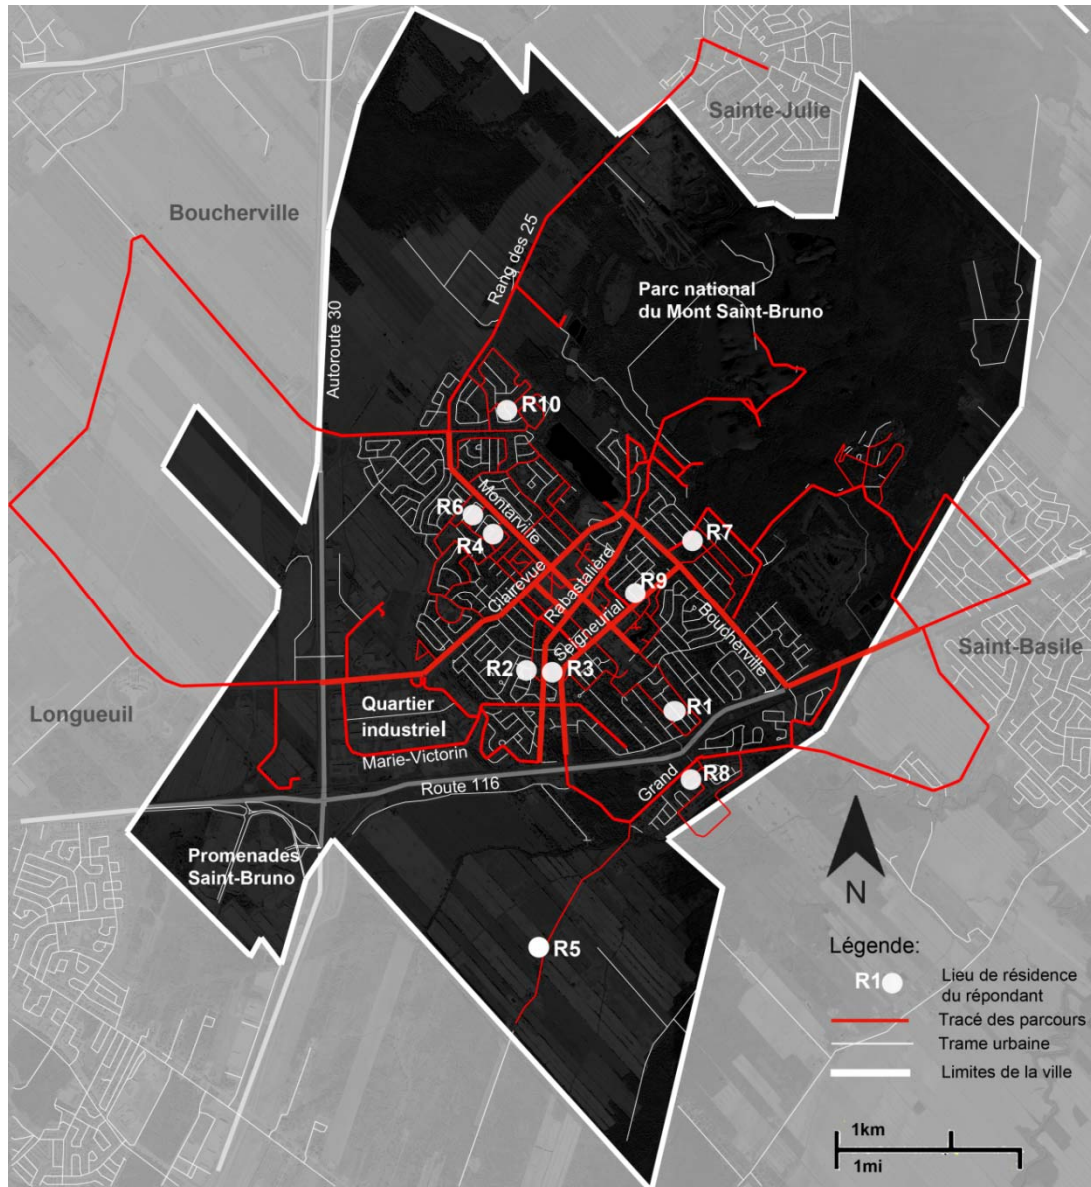 Sainte-Julie
Boucherville
Rang des 25
Parc national
du Mont Saint-Bruno
Autoroute 30
R10
Montarville
R6
R4
R7
Clairevue
Rabastalière
R9
Seigneurial
Boucherville
Saint-Basile
R2
R3
R1
Longueuil
Quartier
industriel
Marie-Victorin
Route 116
Grand
R8
Promenades
Saint-Bruno
N
R5
Légende:
R1
Lieu de résidence
du répondant
Tracé des parcours
Trame urbaine
Limites de la ville
1km
1mi